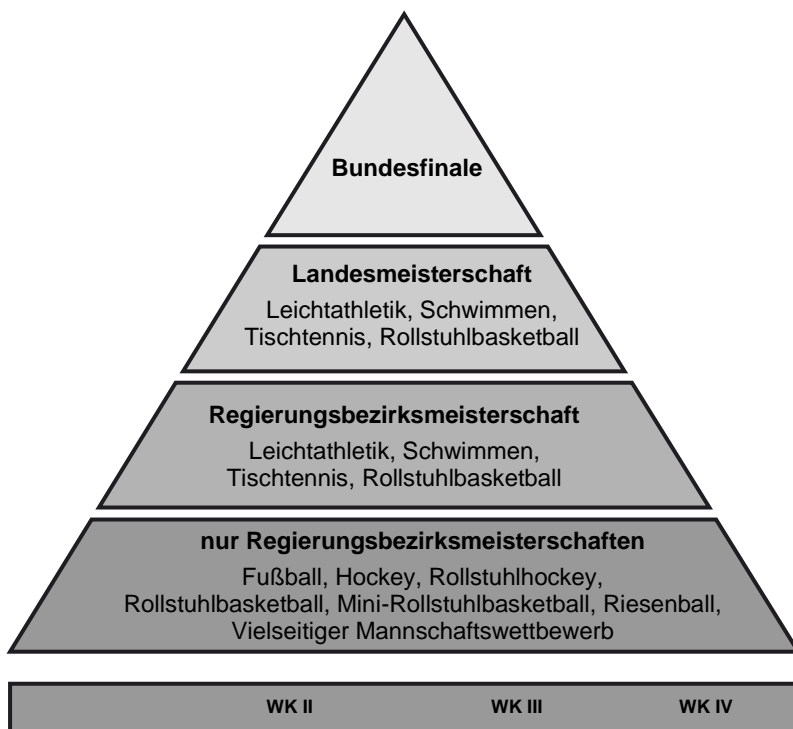 Bundesfinale
Landesmeisterschaft
Leichtathletik, Schwimmen,
Tischtennis, Rollstuhlbasketball
Regierungsbezirksmeisterschaft
Leichtathletik, Schwimmen,
Tischtennis, Rollstuhlbasketball
nur Regierungsbezirksmeisterschaften
Fußball, Hockey, Rollstuhlhockey,
Rollstuhlbasketball, Mini-Rollstuhlbasketball, Riesenball,
Vielseitiger Mannschaftswettbewerb
WK II WK III WK IV